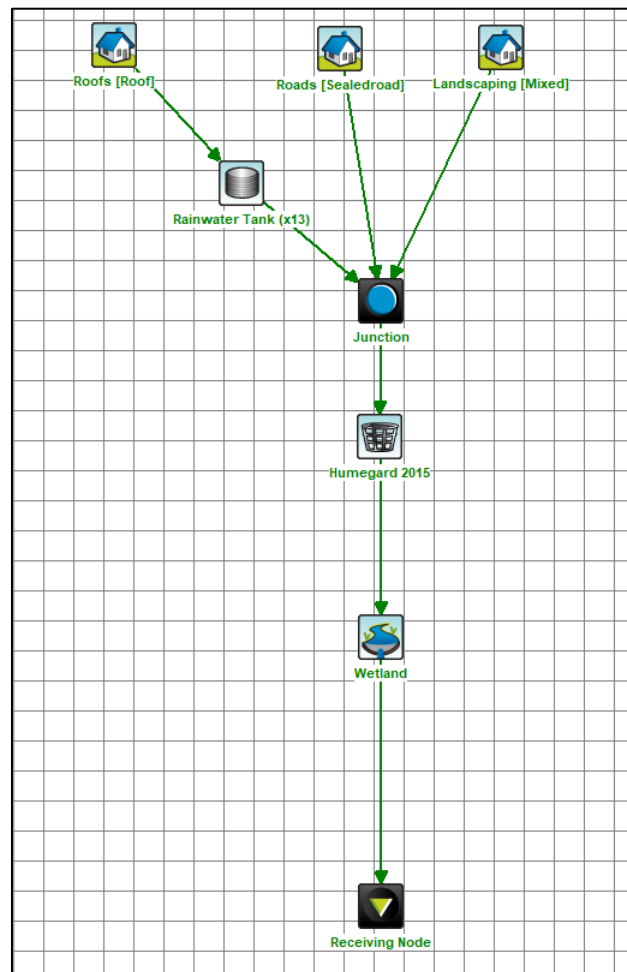 Roofs [Roof]
Roads [Sealedroad]
Landscaping [Mixed]
Rainwater Tank (x13)
Junction
Humegard 2015
Wetland
Receiving Node